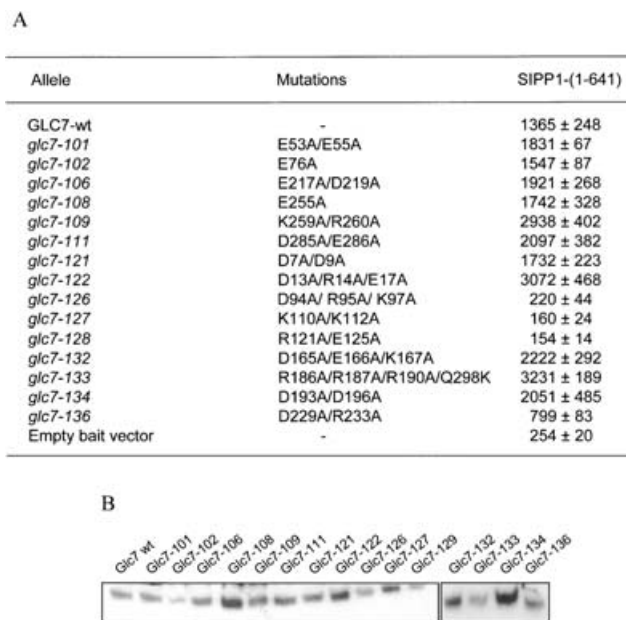 A
Allele Mutations SIPP1-(1-641)
GLC7-wt - 1365 ± 248
glc7-101 E53A/E55A 1831 ± 67
glc7-102 E76A 1547 ± 87
glc7-106 E217A/D219A 1921 ± 268
glc7-108 E255A 1742 ± 328
glc7-109 K259A/R260A 2938 ± 402
glc7-111 D285A/E286A 2097 ± 382
glc7-121 D7A/D9A 1732 ± 223
glc7-122 D13A/R14A/E17A 3072 ± 468
glc7-126 D94A/ R95A/ K97A 220 ± 44
glc7-127 K110A/K112A 160 ± 24
glc7-128 R121A/E125A 154 ± 14
glc7-132 D165A/E166A/K167A 2222 ± 292
glc7-133 R186A/R187A/R190A/Q298K 3231 ± 189
glc7-134 D193A/D196A 2051 ± 485
glc7-136 D229A/R233A 799 ± 83
Empty bait vector - 254 ± 20
B
Glc7 wt Glc7-101 Glc7-102 Glc7-106 Glc7-108 Glc7-109 Glc7-111 Glc7-121 Glc7-122 Glc7-126 Glc7-127 Glc7-129 Glc7-132 Glc7-133 Glc7-134 Glc7-136